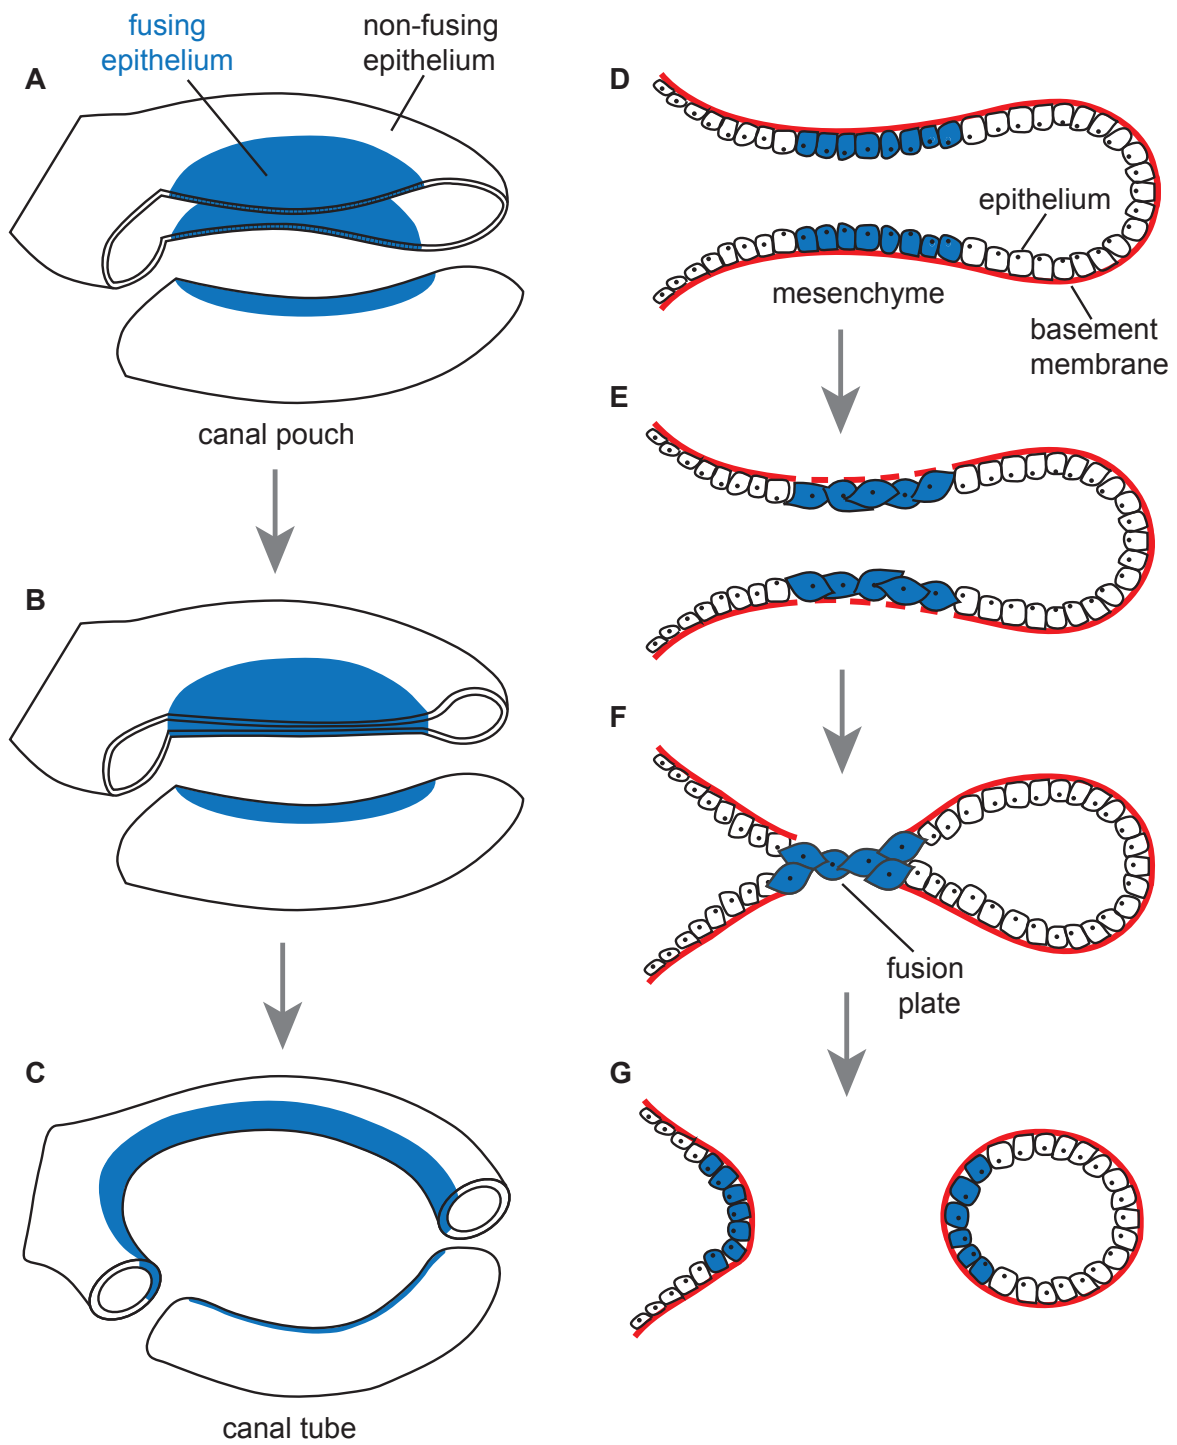 fusing
epithelium
non-fusing
epithelium
A
canal pouch
B
C
canal tube
D
epithelium
mesenchyme
basement
membrane
E
F
fusion
plate
G